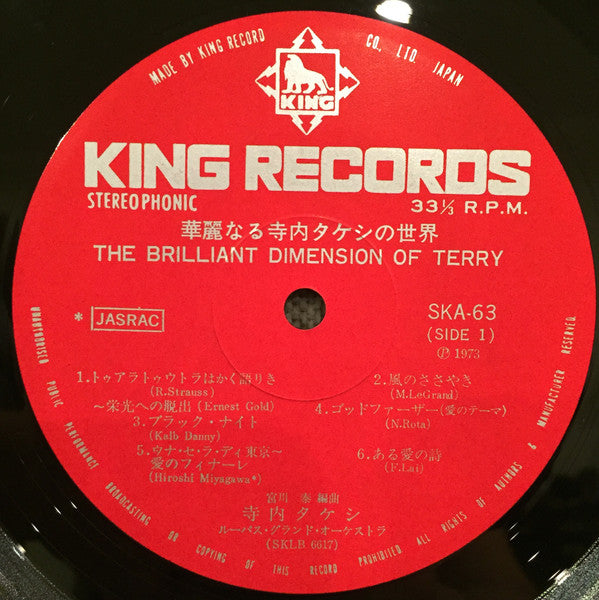 MADE BY KING RECORD CO., LTD. JAPAN
KING
KING RECORDS
STEREOPHONIC
33⅓ R.P.M.
華麗なる寺内タケシの世界
THE BRILLIANT DIMENSION OF TERRY
* JASRAC
SKA-63
(SIDE 1)
Ⓟ 1973
1.トゥアラトゥウトラはかく語りき
(R.Strauss)
〜栄光への脱出 (Ernest Gold)
2.風のささやき
(M.LeGrand)
3.ブラック・ナイト
(Kalb Danny)
4.ゴッドファーザー(愛のテーマ)
(N.Rota)
5.ウナ・セ・ラ・ディ東京〜
愛のフィナーレ
(Hiroshi Miyagawa*)
6.ある愛の詩
(F.Lai)
宮川 泰 編曲
寺内タケシ
ルーパス・グランド・オーケストラ
(SKLB 6617)
UNAUTHORISED PUBLIC PERFORMANCE BROADCASTING OR COPYING OF THIS RECORD PROHIBITED ALL RIGHTS OF AUTHORS & MANUFACTURER RESERVED.